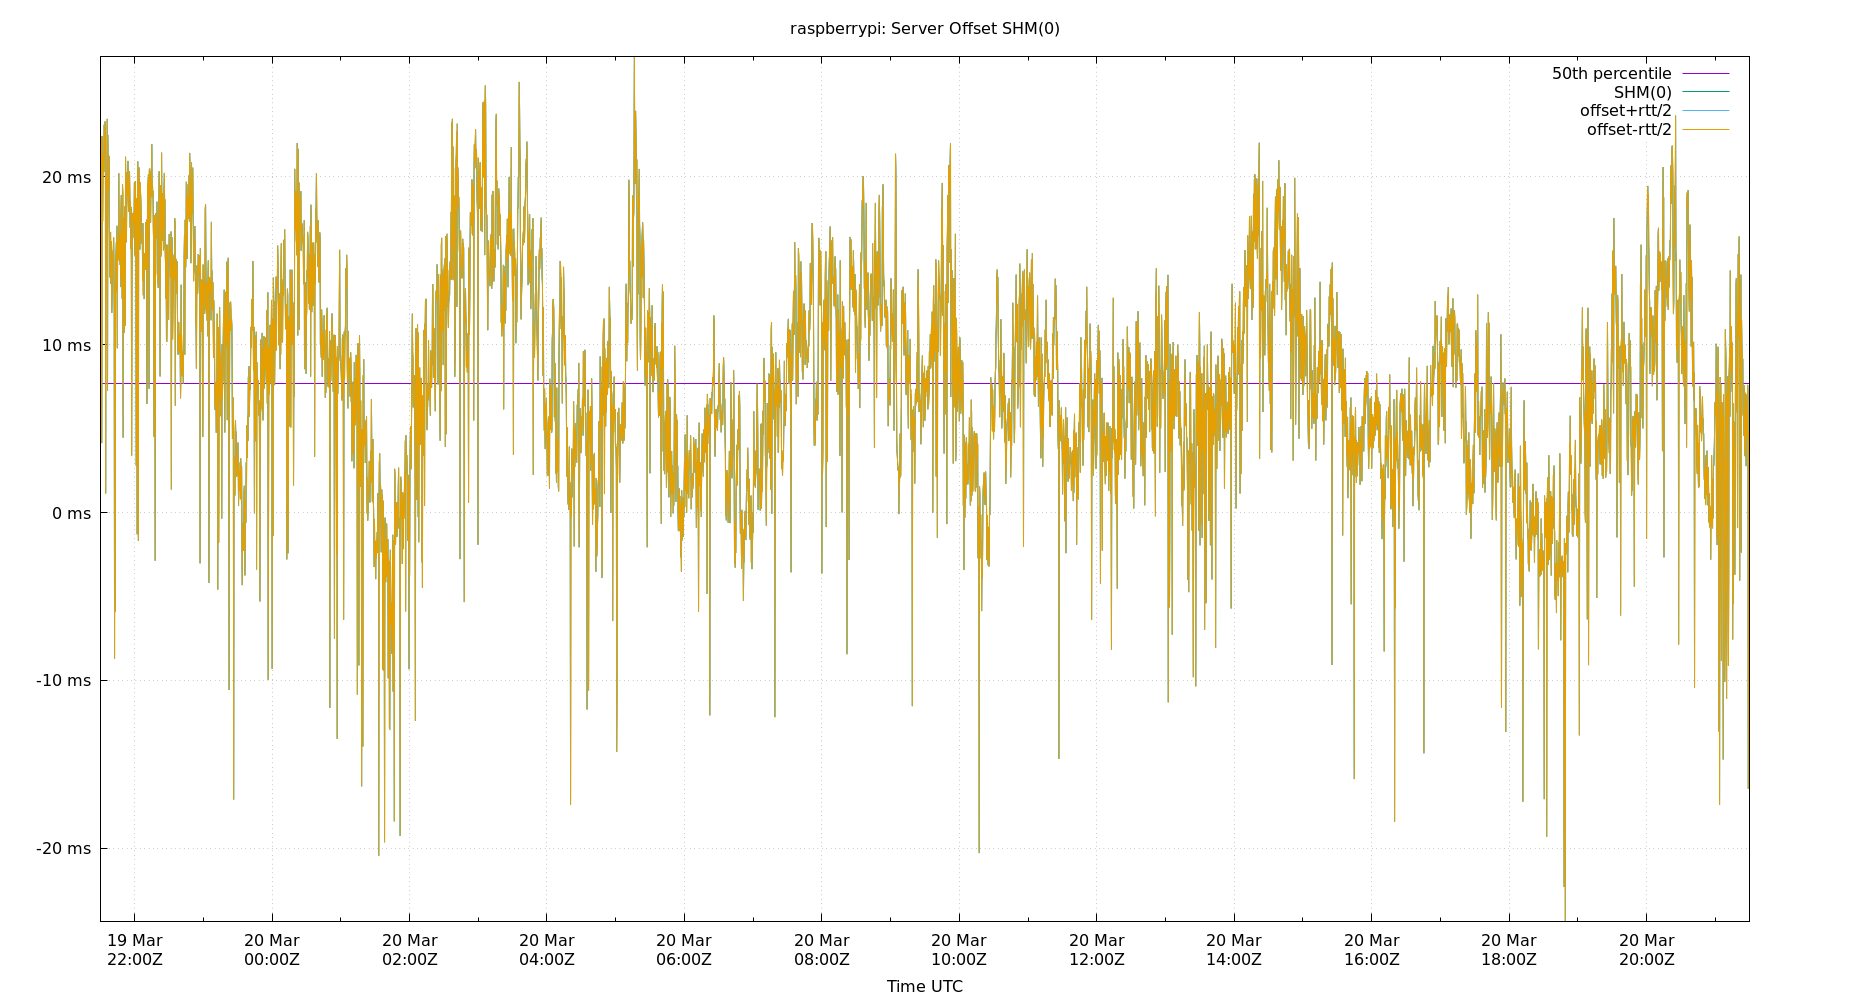 raspberrypi: Server Offset SHM(0)
50th percentile
SHM(0)
offset+rtt/2
offset-rtt/2
20 ms
10 ms
0 ms
-10 ms
-20 ms
19 Mar 20 Mar 20 Mar 20 Mar 20 Mar 20 Mar 20 Mar 20 Mar 20 Mar 20 Mar 20 Mar 20 Mar
22:00Z 00:00Z 02:00Z 04:00Z 06:00Z 08:00Z 10:00Z 12:00Z 14:00Z 16:00Z 18:00Z 20:00Z
Time UTC